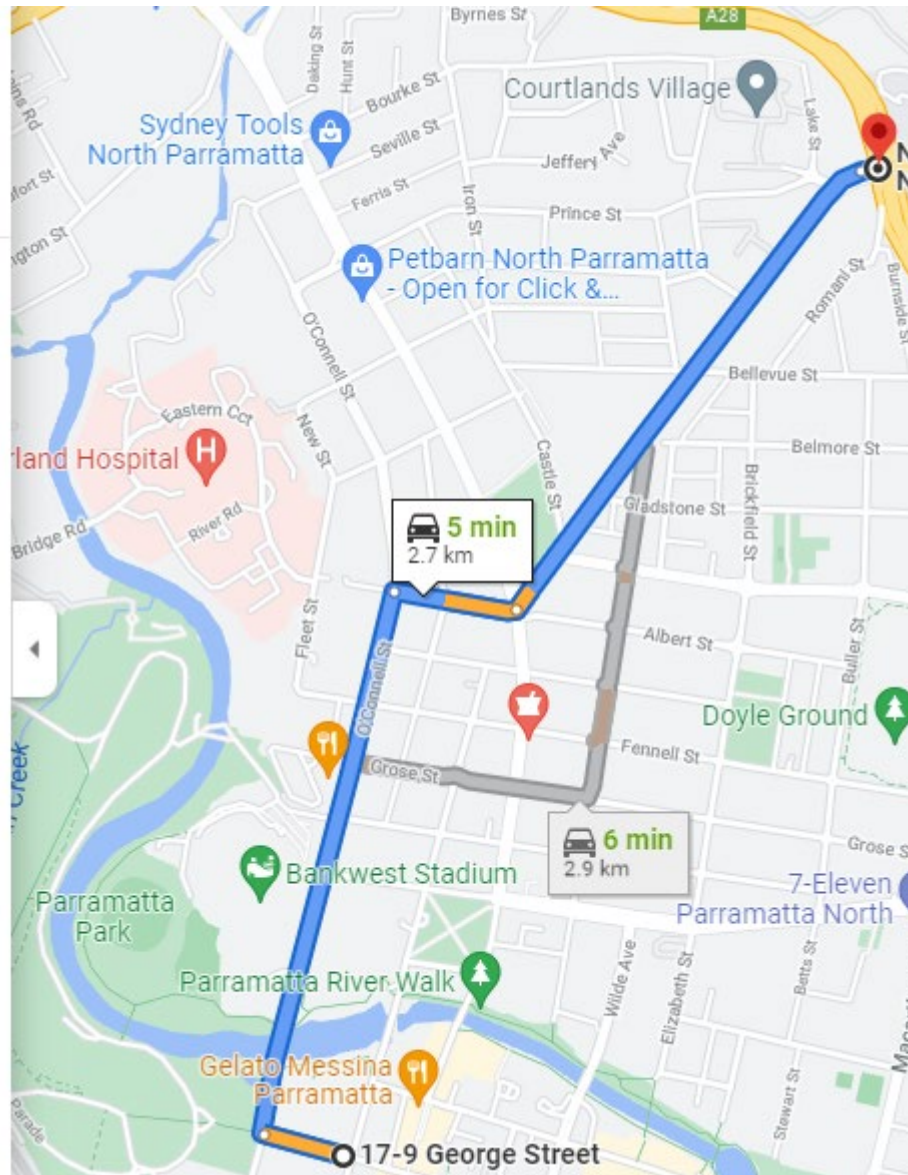 Byrnes St
A28
Daking St
Hunt St
Bourke St
Courtlands Village
Lake St
Sydney Tools
North Parramatta
Seville St
Jeffery Ave
N
N
Ferris St
Iron St
Prince St
Petbarn North Parramatta
- Open for Click &...
O'Connell St
Romani St
Burnside St
Bellevue St
Eastern Cct
New St
Castle St
Belmore St
rland Hospital
H
Brickfield St
Gladstone St
River Rd
Bridge Rd
5 min
2.7 km
Fleet St
Albert St
Buller St
O'Connell St
Doyle Ground
Fennell St
Creek
Grose St
6 min
2.9 km
Grose S
Bankwest Stadium
7-Eleven
Parramatta North
Parramatta
Park
Parramatta River Walk
Wilde Ave
Elizabeth St
Betts St
Gelato Messina
Parramatta
Stewart St
Parade
17-9 George Street